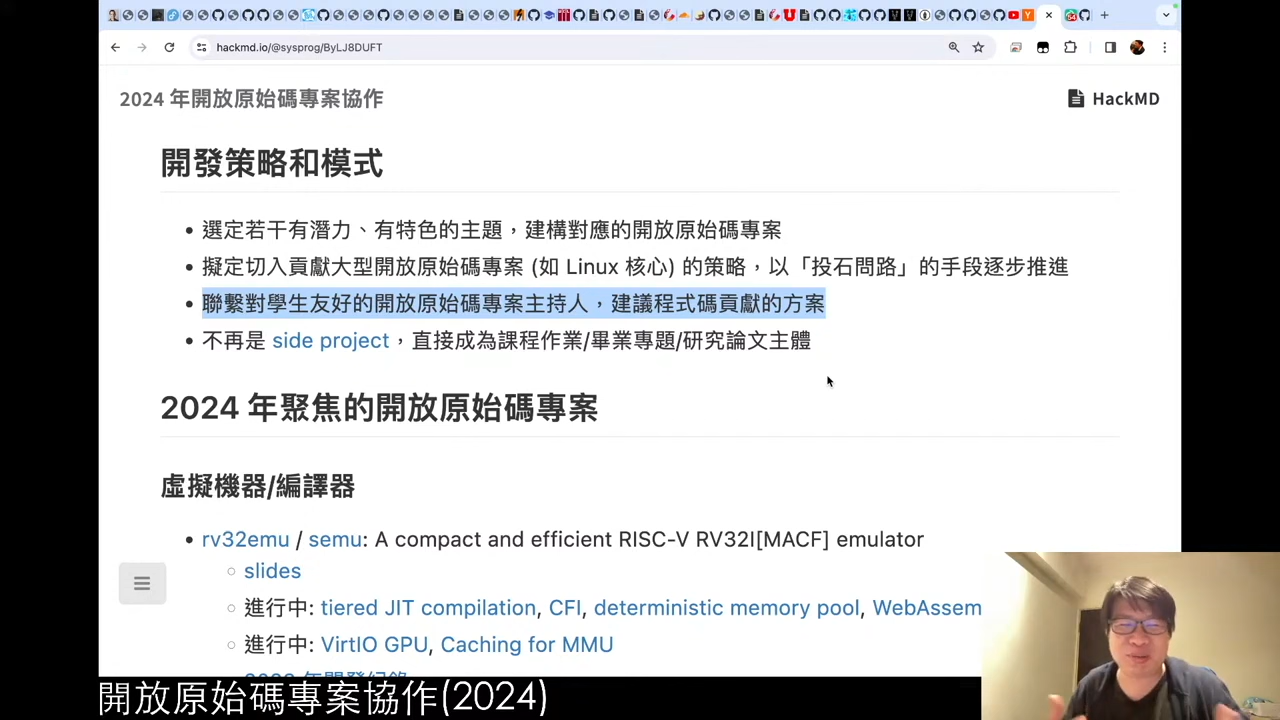 hackmd.io/@sysprog/ByLJ8DUFT
2024 年開放原始碼專案協作
HackMD
開發策略和模式
選定若干有潛力、有特色的主題，建構對應的開放原始碼專案
擬定切入貢獻大型開放原始碼專案 (如 Linux 核心) 的策略，以「投石問路」的手段逐步推進
聯繫對學生友好的開放原始碼專案主持人，建議程式碼貢獻的方案
不再是 side project，直接成為課程作業/畢業專題/研究論文主體
2024 年聚焦的開放原始碼專案
虛擬機器/編譯器
rv32emu / semu: A compact and efficient RISC-V RV32I[MACF] emulator
slides
進行中: tiered JIT compilation, CFI, deterministic memory pool, WebAssem
進行中: VirtIO GPU, Caching for MMU
開放原始碼專案協作(2024)